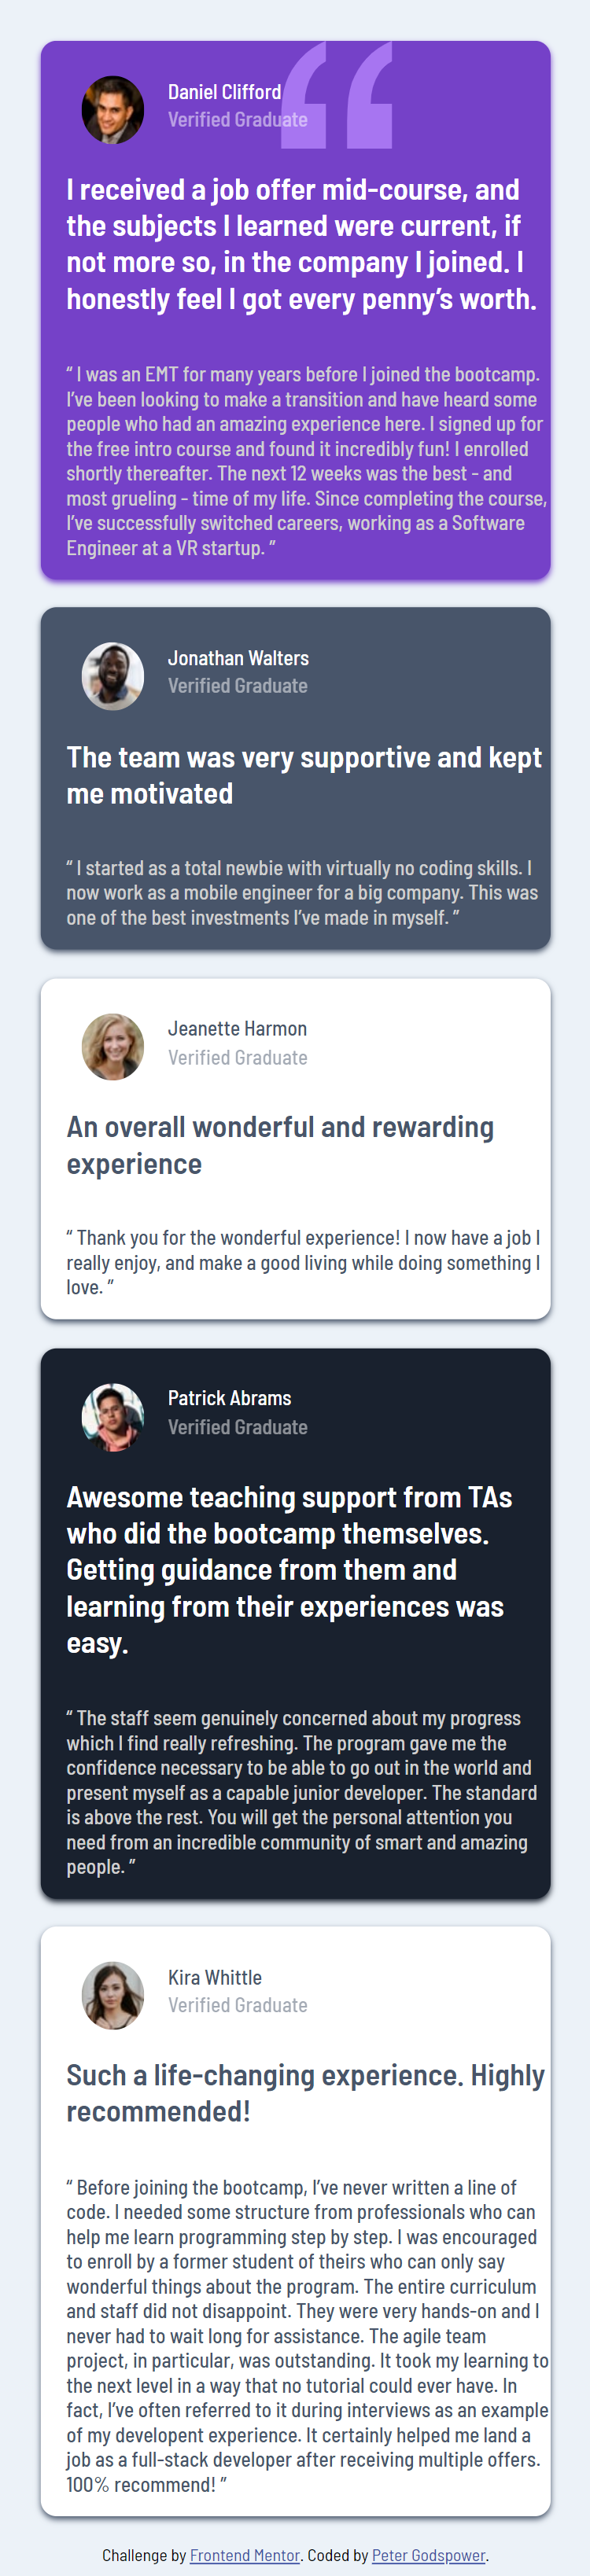 Daniel Clifford
Verified Graduate
I received a job offer mid-course, and
the subjects I learned were current, if
not more so, in the company I joined. I
honestly feel I got every penny’s worth.
“ I was an EMT for many years before I joined the bootcamp.
I’ve been looking to make a transition and have heard some
people who had an amazing experience here. I signed up for
the free intro course and found it incredibly fun! I enrolled
shortly thereafter. The next 12 weeks was the best - and
most grueling - time of my life. Since completing the course,
I’ve successfully switched careers, working as a Software
Engineer at a VR startup. ”
Jonathan Walters
Verified Graduate
The team was very supportive and kept
me motivated
“ I started as a total newbie with virtually no coding skills. I
now work as a mobile engineer for a big company. This was
one of the best investments I’ve made in myself. ”
Jeanette Harmon
Verified Graduate
An overall wonderful and rewarding
experience
“ Thank you for the wonderful experience! I now have a job I
really enjoy, and make a good living while doing something I
love. ”
Patrick Abrams
Verified Graduate
Awesome teaching support from TAs
who did the bootcamp themselves.
Getting guidance from them and
learning from their experiences was
easy.
“ The staff seem genuinely concerned about my progress
which I find really refreshing. The program gave me the
confidence necessary to be able to go out in the world and
present myself as a capable junior developer. The standard
is above the rest. You will get the personal attention you
need from an incredible community of smart and amazing
people. ”
Kira Whittle
Verified Graduate
Such a life-changing experience. Highly
recommended!
“ Before joining the bootcamp, I’ve never written a line of
code. I needed some structure from professionals who can
help me learn programming step by step. I was encouraged
to enroll by a former student of theirs who can only say
wonderful things about the program. The entire curriculum
and staff did not disappoint. They were very hands-on and I
never had to wait long for assistance. The agile team
project, in particular, was outstanding. It took my learning to
the next level in a way that no tutorial could ever have. In
fact, I’ve often referred to it during interviews as an example
of my developent experience. It certainly helped me land a
job as a full-stack developer after receiving multiple offers.
100% recommend! ”
Challenge by Frontend Mentor. Coded by Peter Godspower.